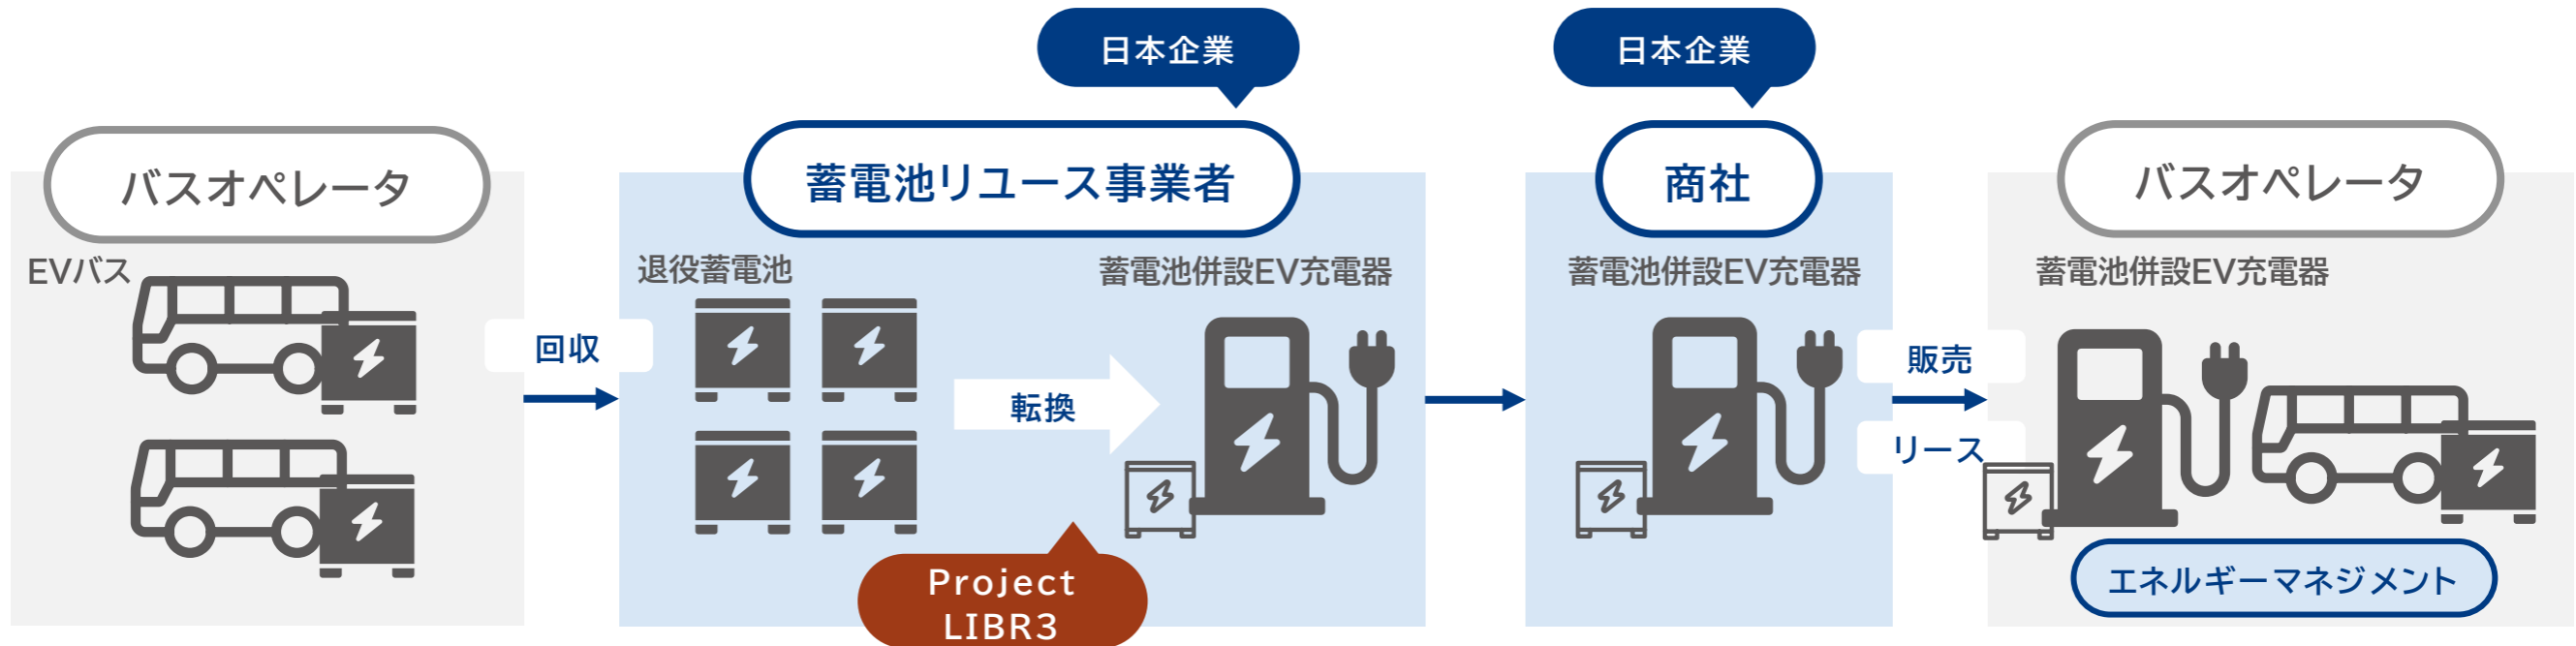 日本企業
日本企業
バスオペレータ
蓄電池リユース事業者
商社
バスオペレータ
EVバス
退役蓄電池
蓄電池併設EV充電器
蓄電池併設EV充電器
蓄電池併設EV充電器
回収
転換
販売
リース
Project
LIBR3
エネルギーマネジメント